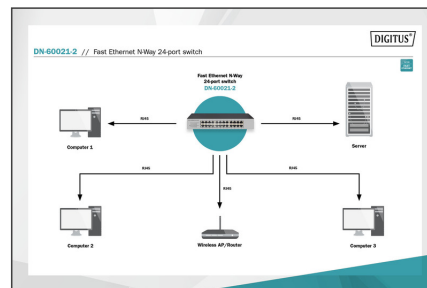 DIGITUS®
DN-60021-2 // Fast Ethernet N-Way 24-port switch
Fast Ethernet N-Way
24-port switch
DN-60021-2
RJ45
RJ45
Computer 1
Server
RJ45
RJ45
RJ45
Computer 2
Wireless AP/Router
Computer 3